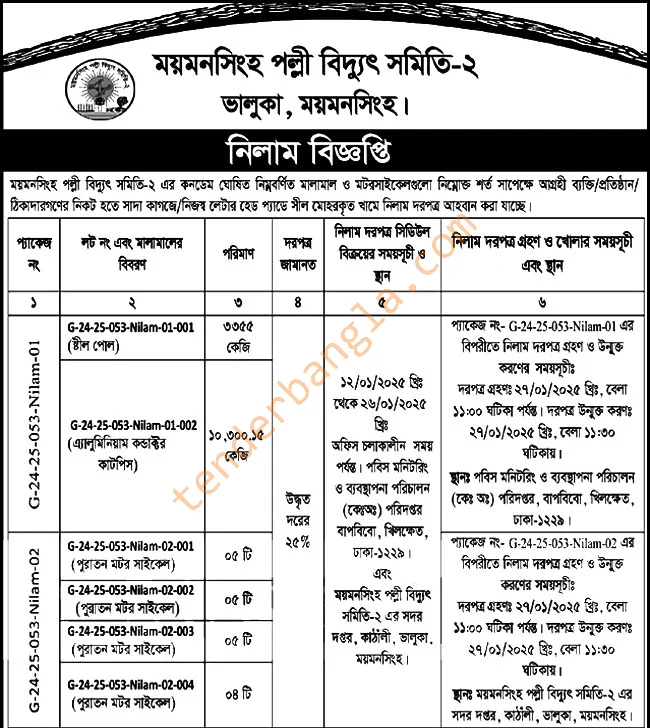 ময়মনসিংহ পল্লী বিদ্যুৎ সমিতি-২
ভালুকা, ময়মনসিংহ।
নিলাম বিজ্ঞপ্তি
ময়মনসিংহ পল্লী বিদ্যুৎ সমিতি-২ এর কনডেম ঘোষিত নিম্নবর্ণিত মালামাল ও মটরসাইকেলগুলো নিম্নোক্ত শর্ত সাপেক্ষে আগ্রহী ব্যক্তি/প্রতিষ্ঠান/
ঠিকাদারগণের নিকট হতে সাদা কাগজে/নিজস্ব লেটার হেড প্যাডে সীল মোহরকৃত খামে নিলাম দরপত্র আহবান করা যাচ্ছে।
প্যাকেজ
নং
লট নং এবং মালামালের
বিবরণ
পরিমাণ
দরপত্র
জামানত
নিলাম দরপত্র সিডিউল
বিক্রয়ের সময়সূচী ও
স্থান
নিলাম দরপত্র গ্রহণ ও খোলার সময়সূচী
এবং স্থান
১
২
৩
৪
৫
৬
G-24-25-053-Nilam-01
G-24-25-053-Nilam-01-001
(ষ্টীল পোল)
৩৩৫৫
কেজি
G-24-25-053-Nilam-01-002
(এ্যালুমিনিয়াম কন্ডাক্টর
কাটপিস)
১০,৩০০.১৫
কেজি
উদ্ধৃত
দরের
২৫%
১২/০১/২০২৫ খ্রিঃ
থেকে ২৬/০১/২০২৫
খ্রিঃ
অফিস চলাকালীন সময়
পর্যন্ত। পবিস মনিটরিং
ও ব্যবস্থাপনা পরিচালন
(কেঃঅঃ) পরিদপ্তর
বাপবিবো, খিলক্ষেত,
ঢাকা-১২২৯।
এবং
ময়মনসিংহ পল্লী বিদ্যুৎ
সমিতি-২ এর সদর
দপ্তর, কাঠালী, ভালুকা,
ময়মনসিংহ।
প্যাকেজ নং- G-24-25-053-Nilam-01 এর
বিপরীতে নিলাম দরপত্র গ্রহণ ও উন্মুক্ত
করণের সময়সূচীঃ
দরপত্র গ্রহণঃ ২৭/০১/২০২৫ খ্রিঃ, বেলা
১১:০০ ঘটিকা পর্যন্ত। দরপত্র উন্মুক্ত করণঃ
২৭/০১/২০২৫ খ্রিঃ, বেলা ১১:৩০
ঘটিকায়।
স্থানঃ পবিস মনিটরিং ও ব্যবস্থাপনা পরিচালন
(কেঃ অঃ) পরিদপ্তর, বাপবিবো, খিলক্ষেত,
ঢাকা-১২২৯।
G-24-25-053-Nilam-02
G-24-25-053-Nilam-02-001
(পুরাতন মটর সাইকেল)
০৫ টি
G-24-25-053-Nilam-02-002
(পুরাতন মটর সাইকেল)
০৫ টি
G-24-25-053-Nilam-02-003
(পুরাতন মটর সাইকেল)
০৫ টি
G-24-25-053-Nilam-02-004
(পুরাতন মটর সাইকেল)
০৪ টি
প্যাকেজ নং- G-24-25-053-Nilam-02 এর
বিপরীতে নিলাম দরপত্র গ্রহণ ও উন্মুক্ত
করণের সময়সূচীঃ
দরপত্র গ্রহণঃ ২৭/০১/২০২৫ খ্রিঃ, বেলা
১১:০০ ঘটিকা পর্যন্ত। দরপত্র উন্মুক্ত করণঃ
২৭/০১/২০২৫ খ্রিঃ, বেলা ১১:৩০
ঘটিকায়।
স্থানঃ ময়মনসিংহ পল্লী বিদ্যুৎ সমিতি-২ এর
সদর দপ্তর, কাঠালী, ভালুকা, ময়মনসিংহ।
tenderbangla.com